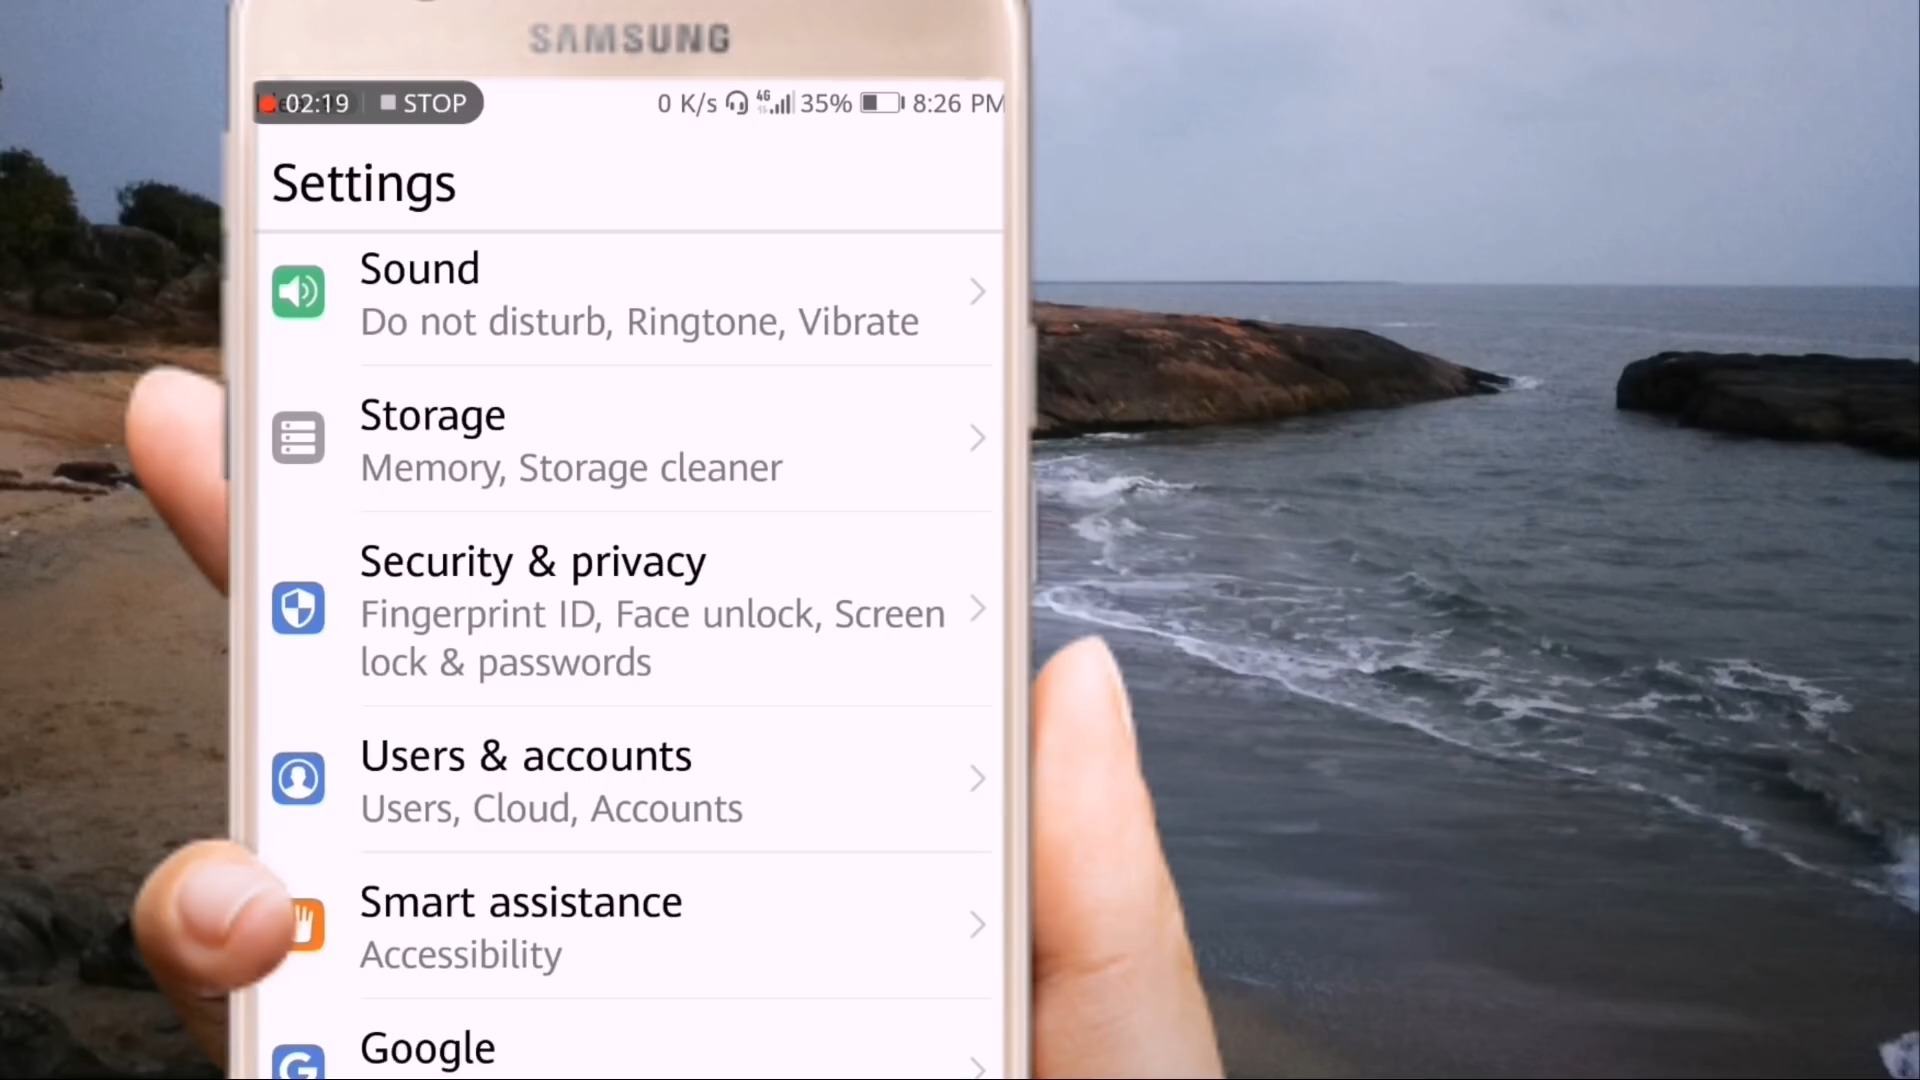 SAMSUNG
02:19 STOP 0 K/s 4G 35% 8:26 PM
Settings
Sound
Do not disturb, Ringtone, Vibrate
Storage
Memory, Storage cleaner
Security & privacy
Fingerprint ID, Face unlock, Screen
lock & passwords
Users & accounts
Users, Cloud, Accounts
Smart assistance
Accessibility
Google